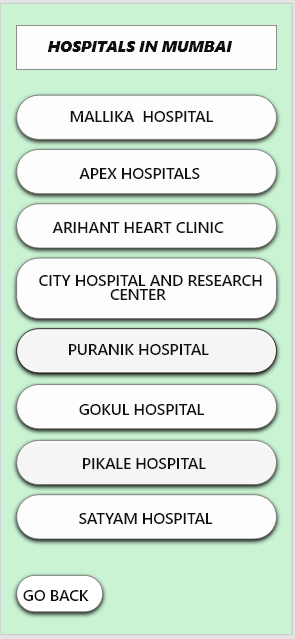 HOSPITALS IN MUMBAI
MALLIKA HOSPITAL
APEX HOSPITALS
ARIHANT HEART CLINIC
CITY HOSPITAL AND RESEARCH
CENTER
PURANIK HOSPITAL
GOKUL HOSPITAL
PIKALE HOSPITAL
SATYAM HOSPITAL
GO BACK